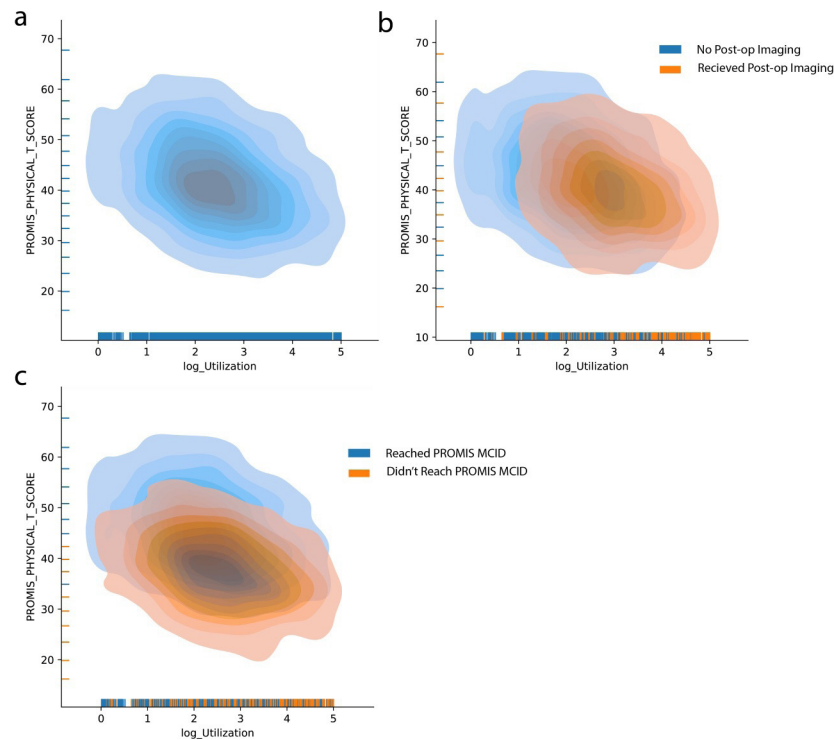 a
70
60
50
40
30
20
PROMIS_PHYSICAL_T_SCORE
0 1 2 3 4 5
log_Utilization
b
No Post-op Imaging
Recieved Post-op Imaging
70
60
50
40
30
20
10
PROMIS_PHYSICAL_T_SCORE
0 1 2 3 4 5
log_Utilization
c
Reached PROMIS MCID
Didn't Reach PROMIS MCID
70
60
50
40
30
20
PROMIS_PHYSICAL_T_SCORE
0 1 2 3 4 5
log_Utilization